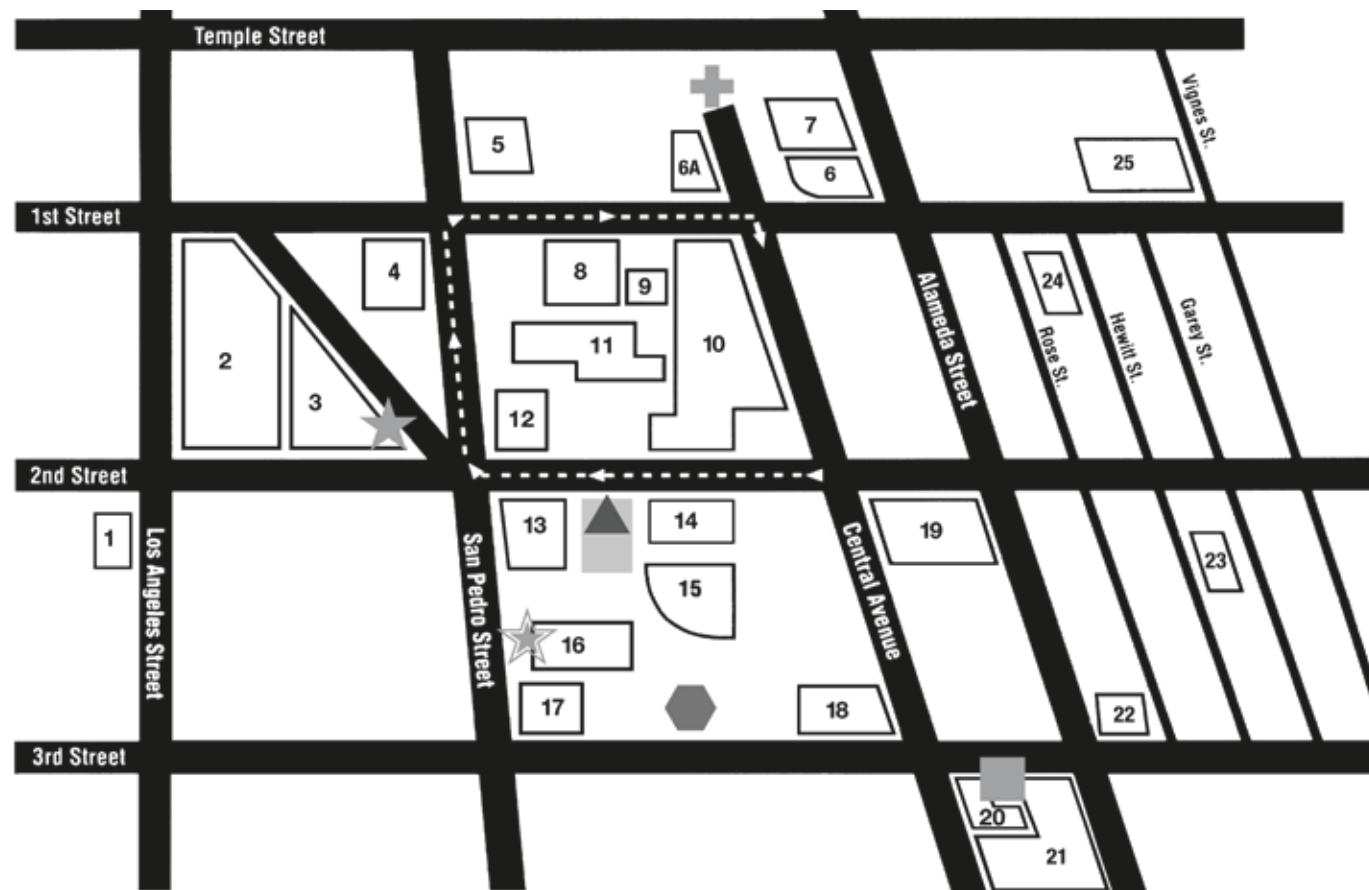 Temple Street
Vignes St.
5
6A
7
6
25
1st Street
2
3
4
8
9
10
11
12
24
Alameda Street
Rose St.
Hewitt St.
Garey St.
2nd Street
1
Los Angeles Street
San Pedro Street
13
14
15
16
17
18
Central Avenue
19
23
22
3rd Street
20
21